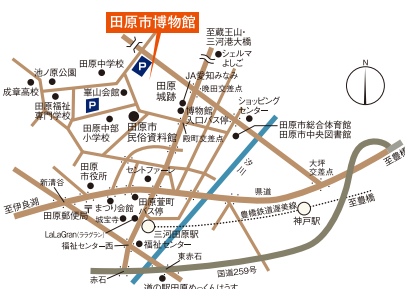 田原市博物館
至蔵王山・
三河港大橋
シェルマ
よしご
N
池ノ原公園
田原中学校
成章高校
崋山会館
P
P
田原
城跡
JA愛知みなみ
晩田交差点
田原福祉
専門学校
博物館
入口バス停
ショッピング
センター
田原中部
小学校
田原市
民俗資料館
殿町交差点
田原市総合体育館
田原市中央図書館
田原
市役所
セントファーレ
汐川
大坪
交差点
至豊橋
新清谷
県道
至伊良湖
田原郵便局
まつり会館
城宝寺
田原萱町
バス停
豊橋鉄道渥美線
至豊橋
神戸駅
LaLaGran(ララグラン)
三河田原駅
福祉センター西
福祉センター
東赤石
赤石
国道259号
道の駅田原めっくんはうす